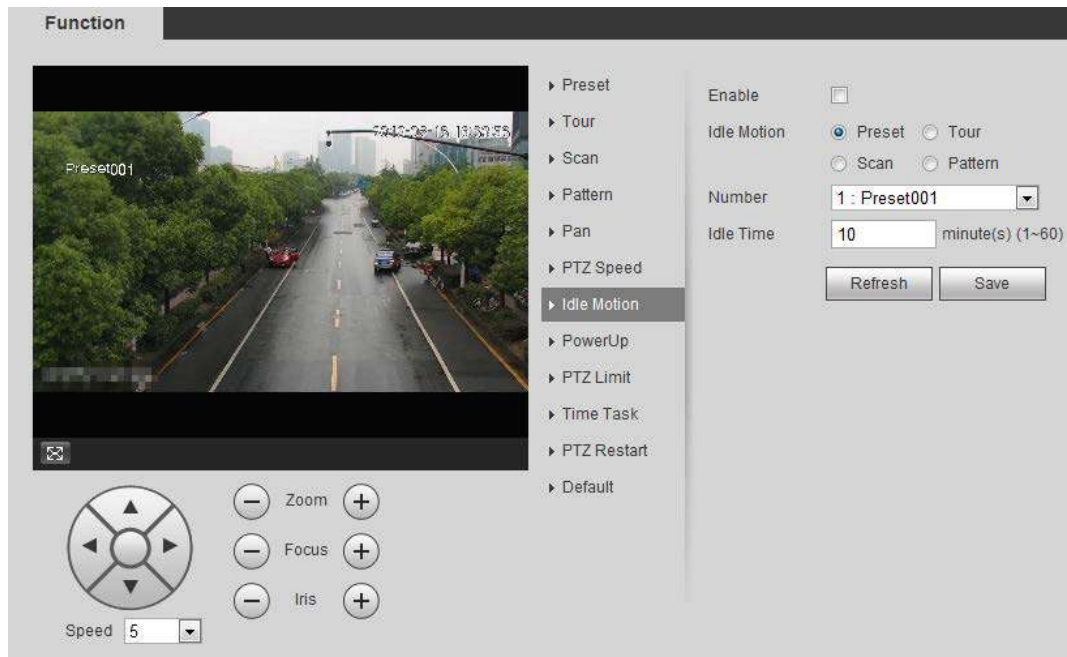 Function
Preset001
Preset
Tour
Scan
Pattern
Pan
PTZ Speed
Idle Motion
PowerUp
PTZ Limit
Time Task
PTZ Restart
Default
Enable
Idle Motion
Preset Tour
Scan Pattern
Number 1 : Preset001
Idle Time 10 minute(s) (1~60)
Refresh Save
Zoom
Focus
Iris
Speed 5